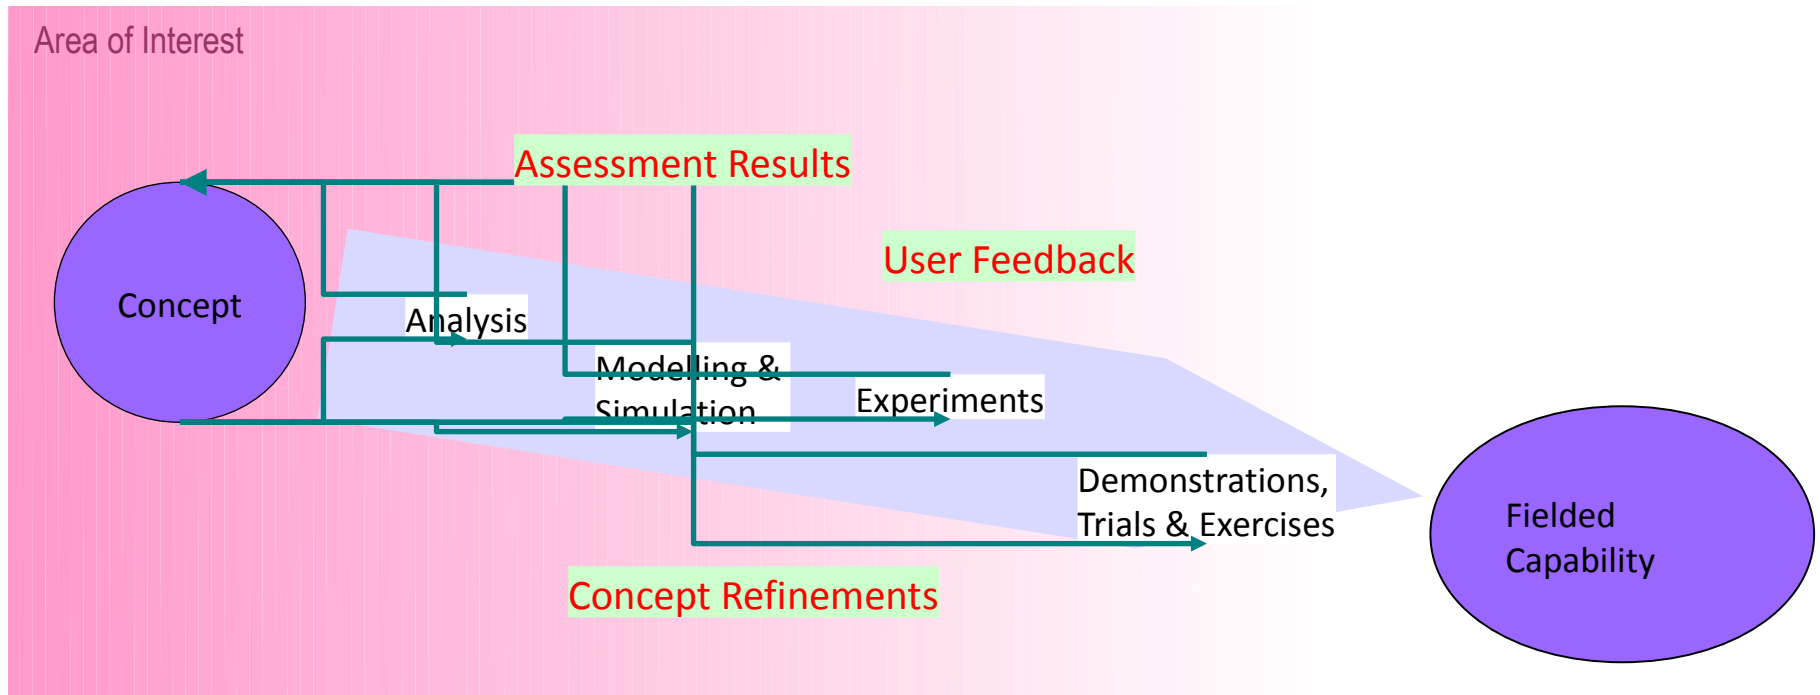 Area of Interest
Assessment Results
User Feedback
Concept
Analysis
Modelling &
Simulation
Experiments
Demonstrations,
Trials & Exercises
Fielded
Capability
Concept Refinements